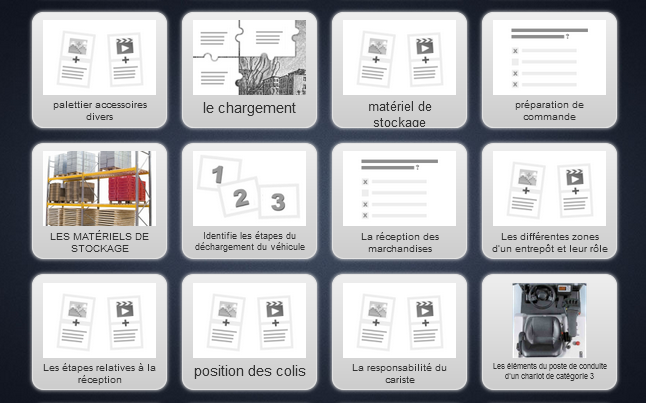 palettier accessoires
divers
le chargement
matériel de
stockage
préparation de
commande
LES MATÉRIELS DE
STOCKAGE
1
2
3
Identifie les étapes du
déchargement du véhicule
La réception des
marchandises
Les différentes zones
d'un entrepôt et leur rôle
Les étapes relatives à la
réception
position des colis
La responsabilité du
cariste
Les éléments du poste de conduite
d'un chariot de catégorie 3